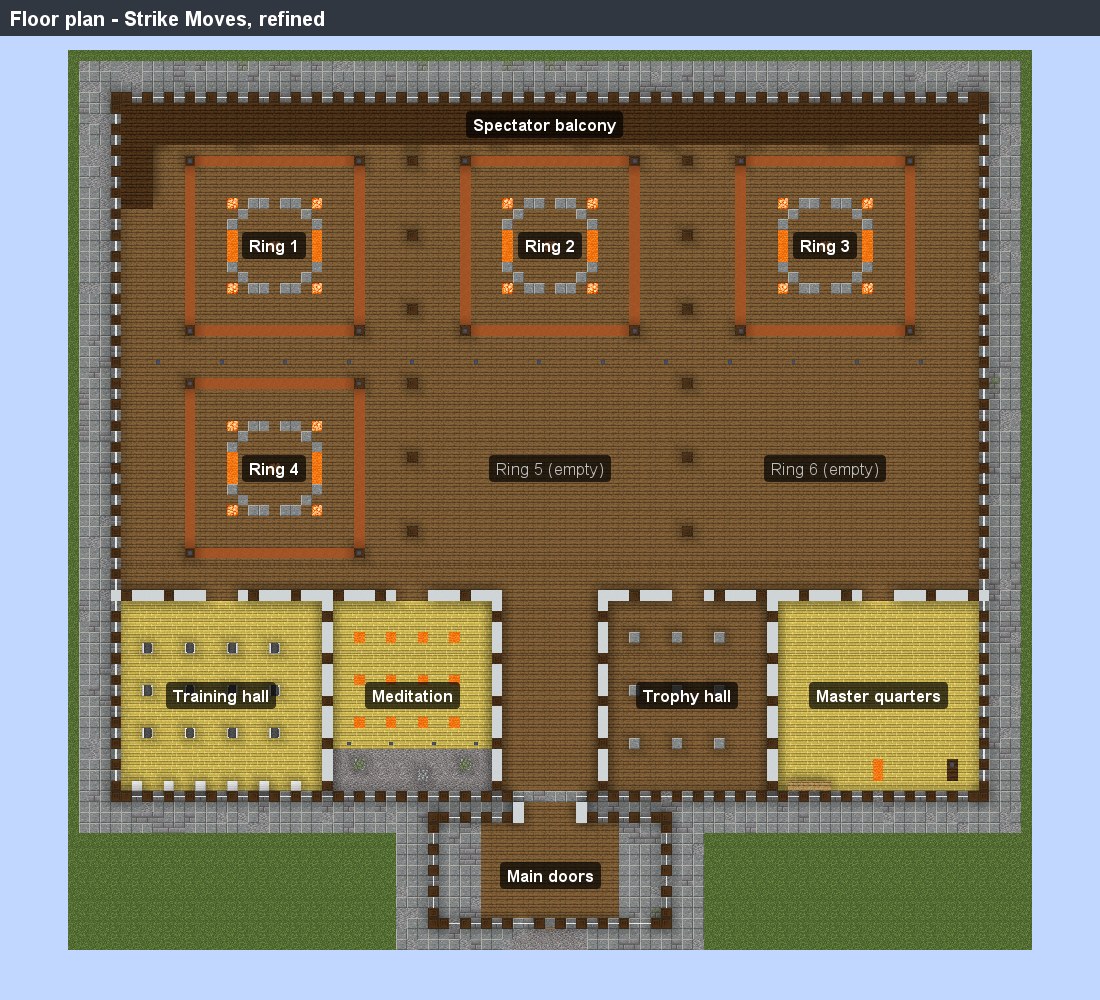 Floor plan - Strike Moves, refined
Spectator balcony
Ring 1
Ring 2
Ring 3
Ring 4
Ring 5 (empty)
Ring 6 (empty)
Training hall
Meditation
Trophy hall
Master quarters
Main doors